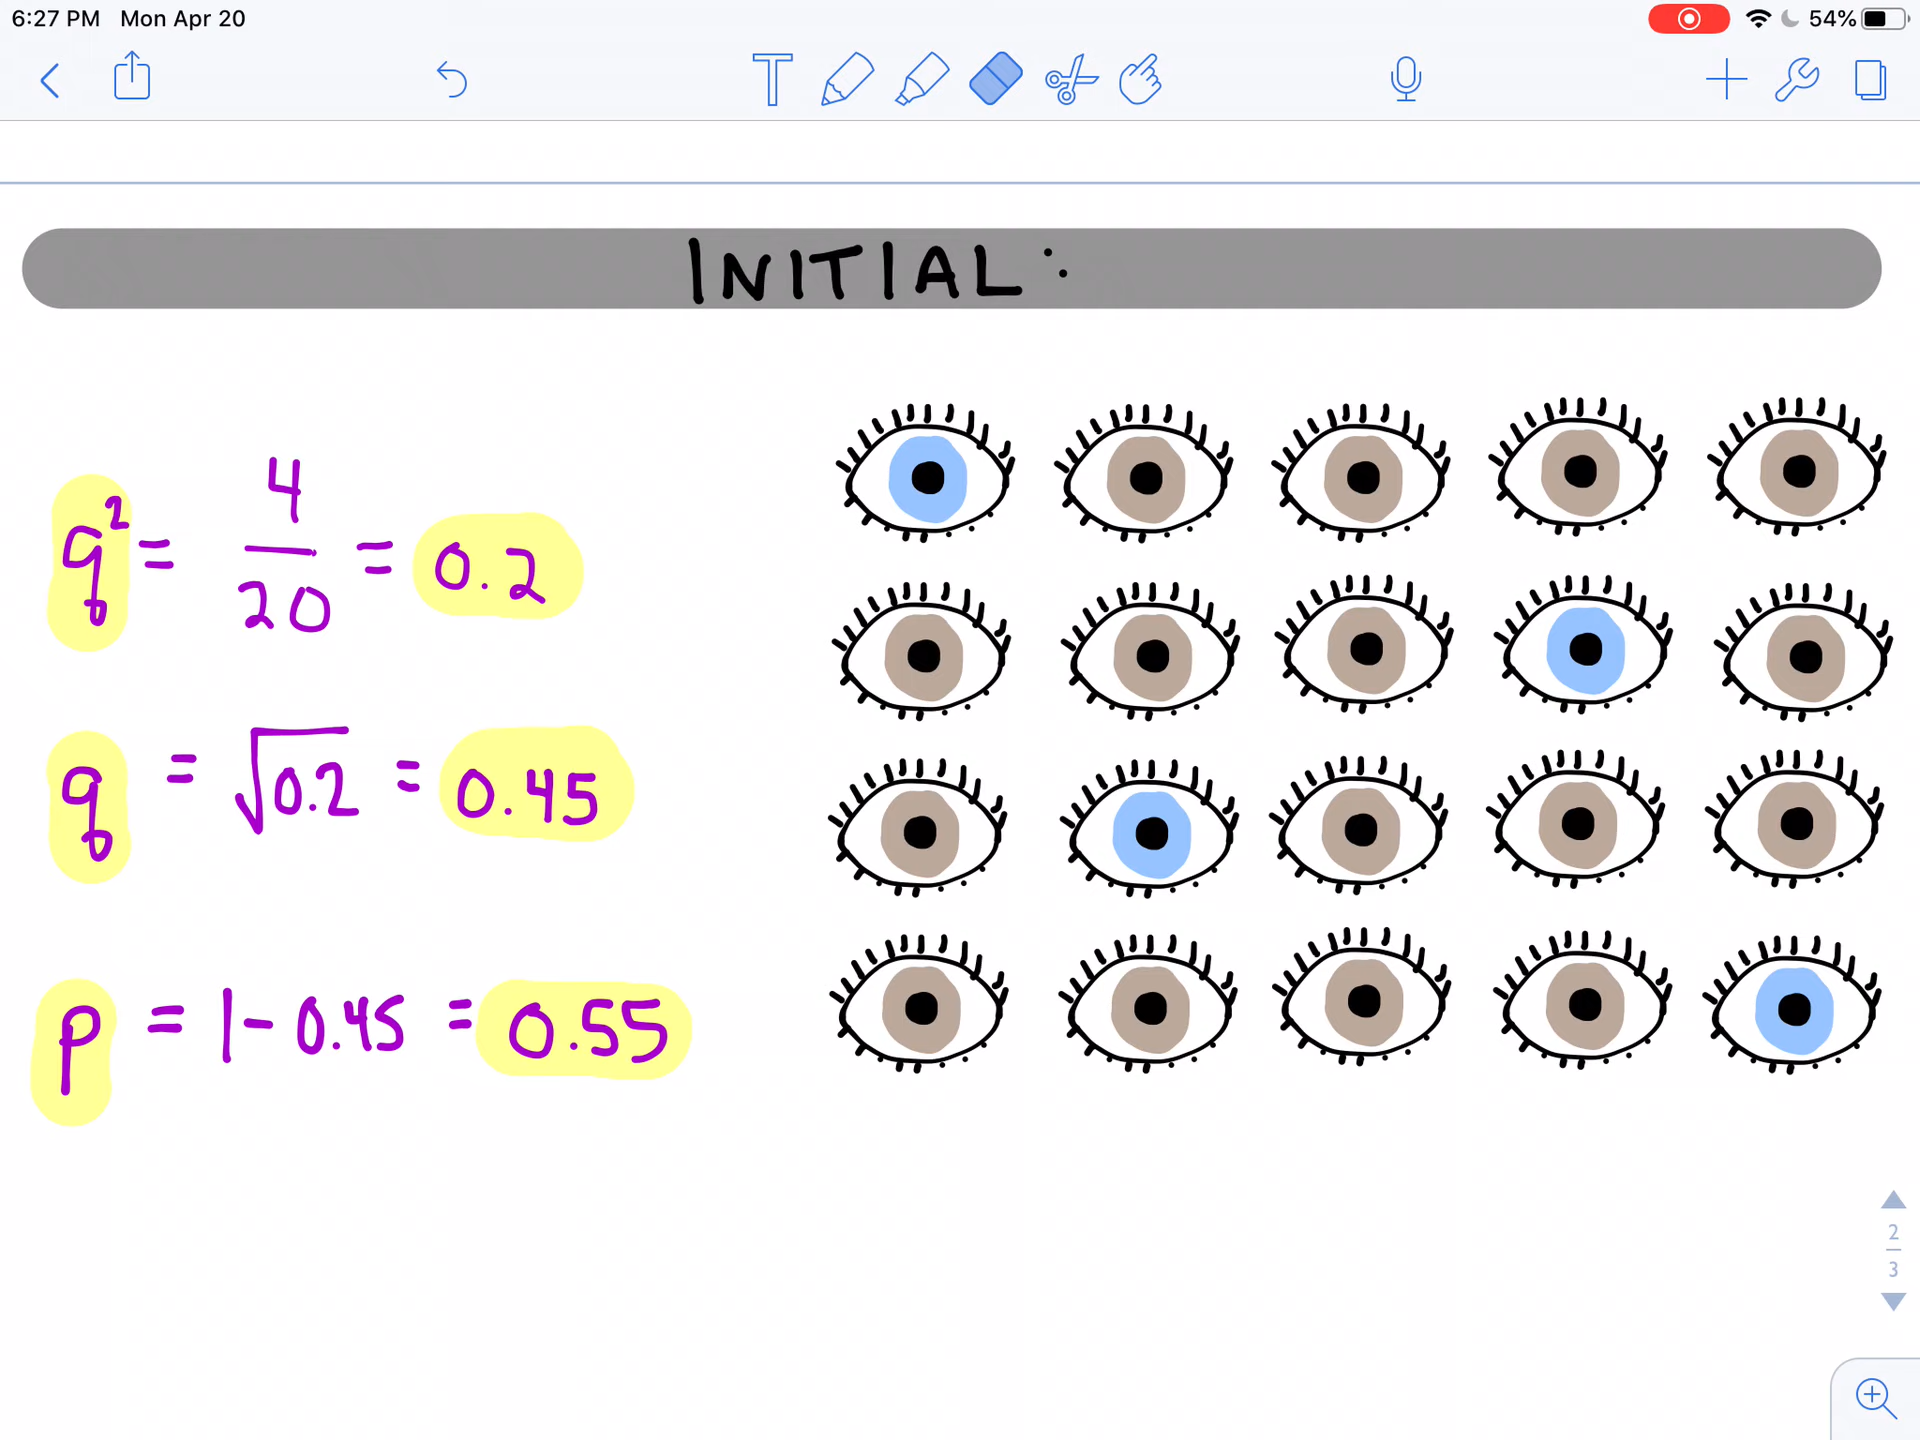 6:27 PM Mon Apr 20 54%
INITIAL:
q² = 4/20 = 0.2
q = √0.2 = 0.45
p = 1 - 0.45 = 0.55
2
3